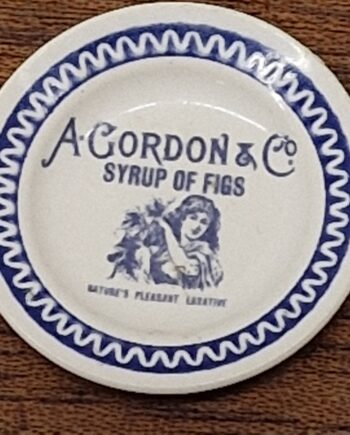 A. GORDON & Co
SYRUP OF FIGS
NATURE'S PLEASANT LAXATIVE